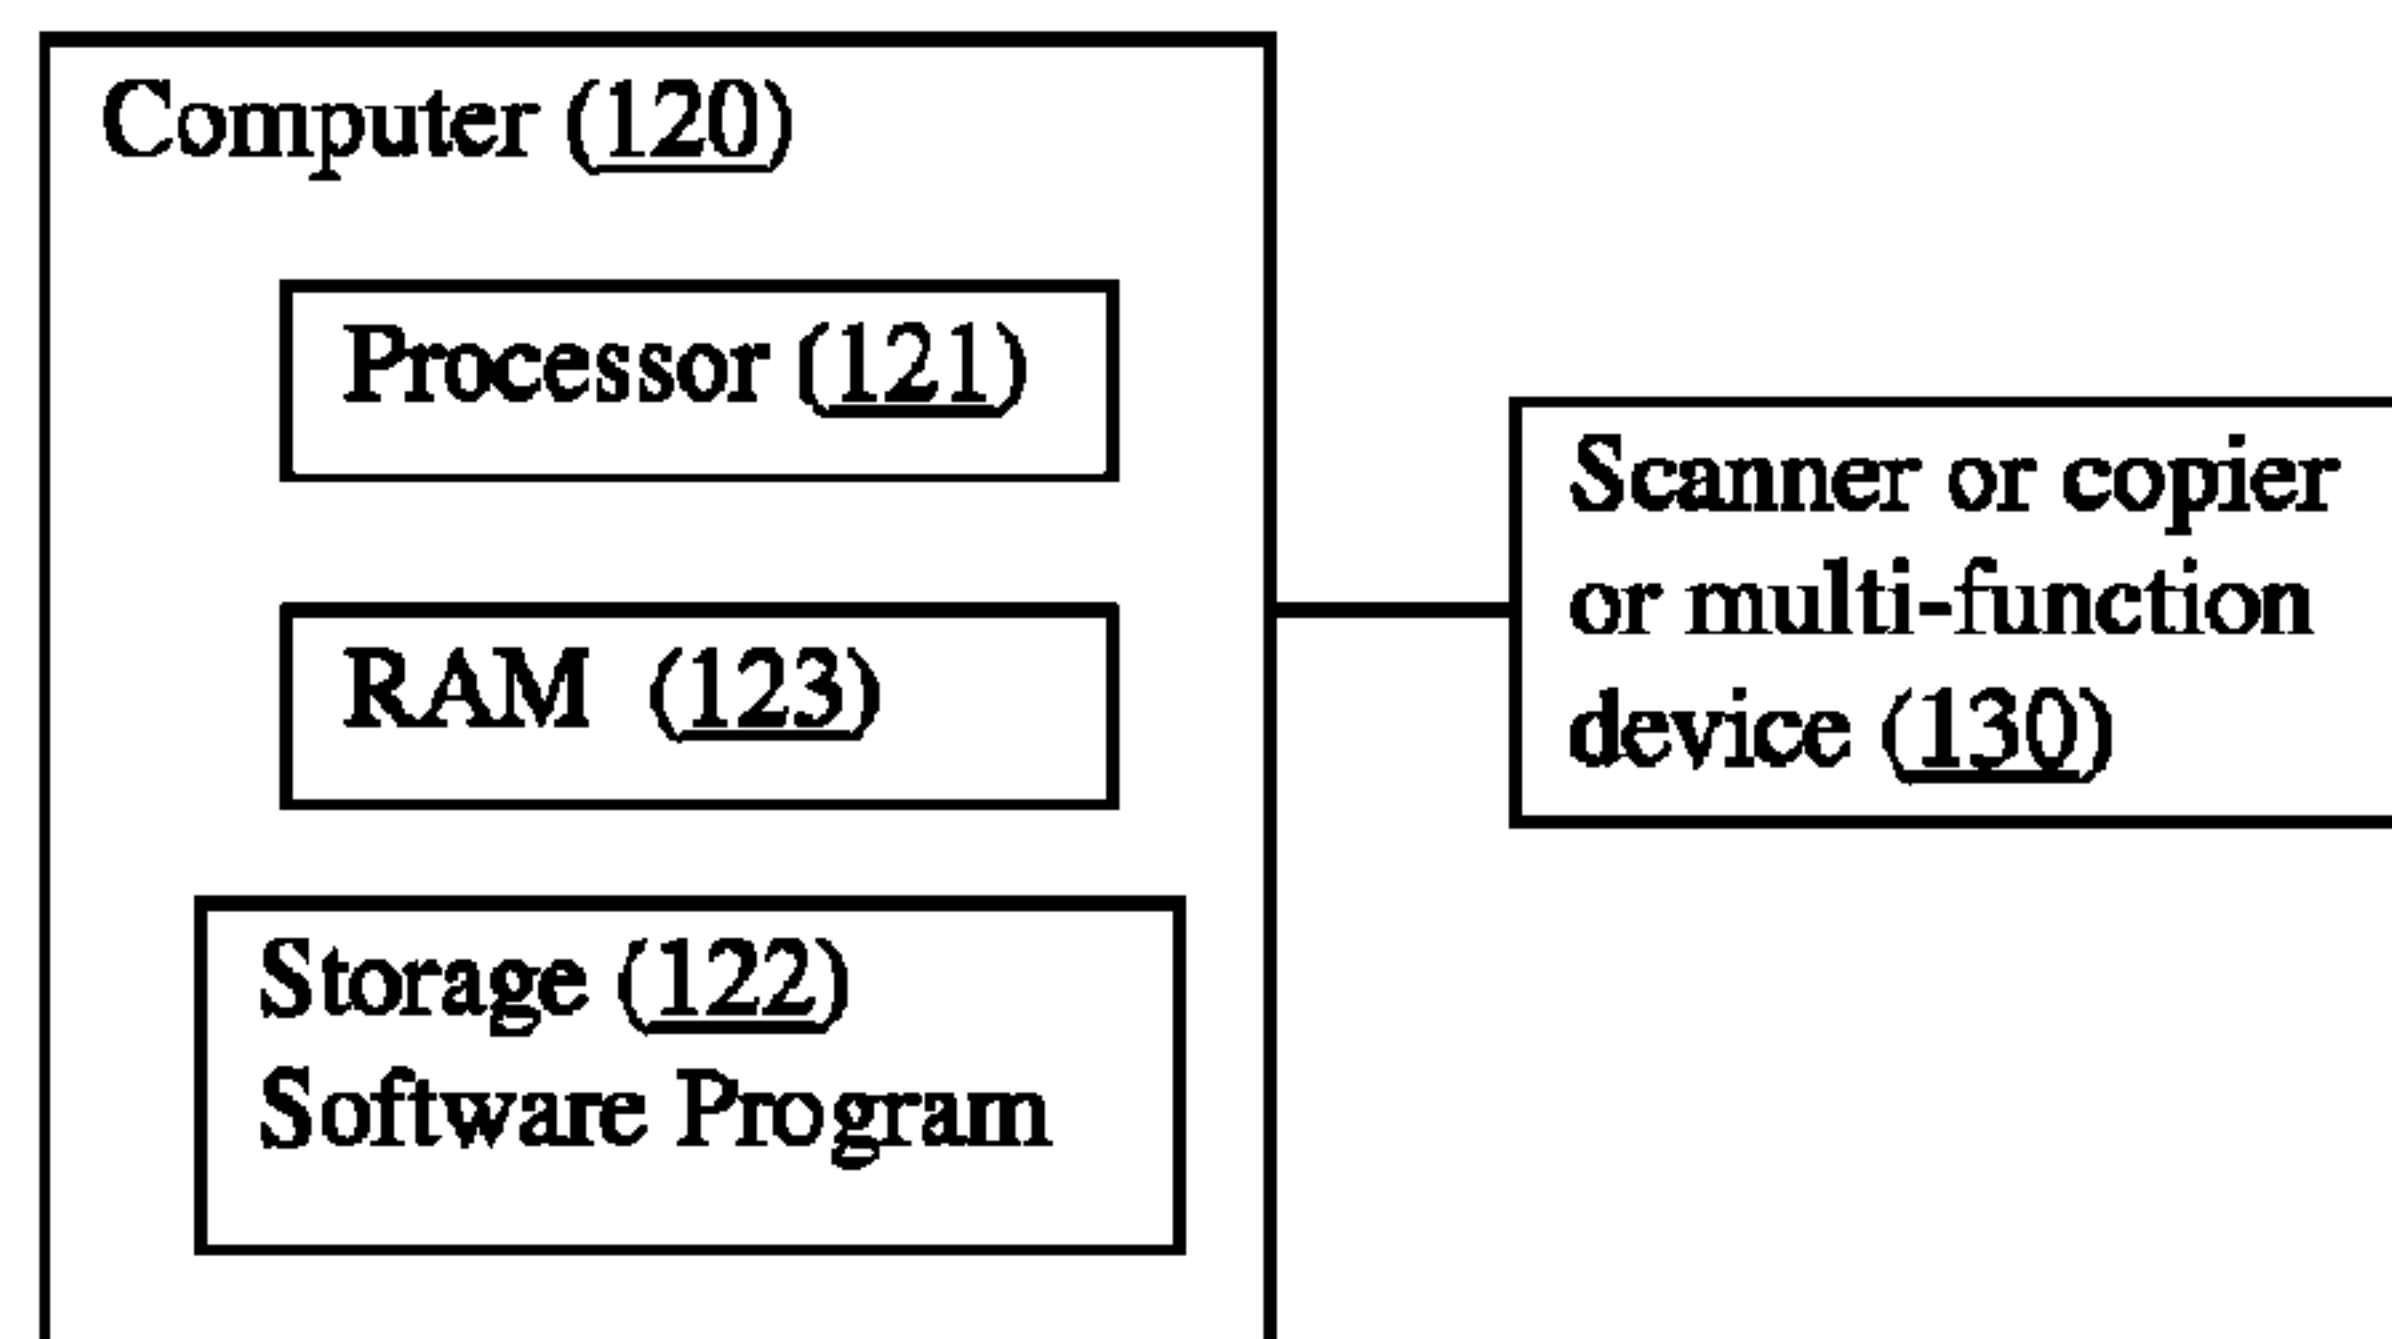 Computer (120)
Processor (121)
RAM (123)
Storage (122)
Software Program
Scanner or copier
or multi-function
device (130)